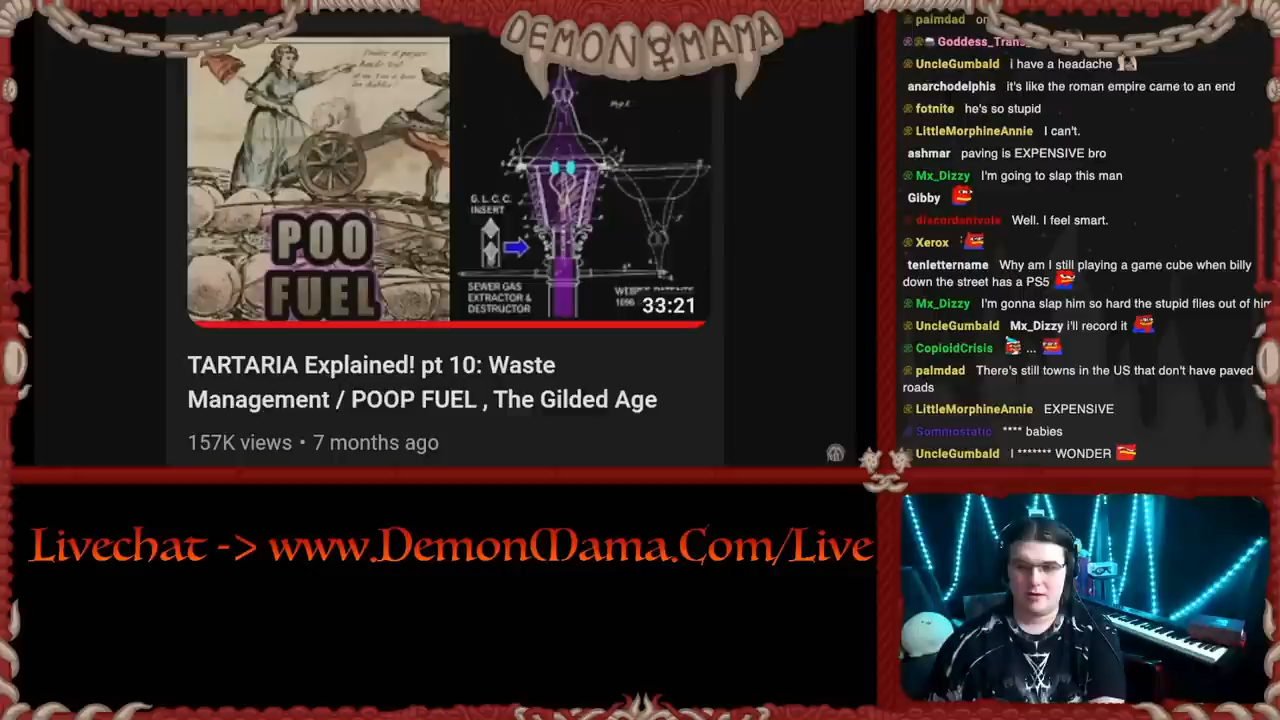 DEMON MAMA
POO
FUEL
G.L.C.C.
INSERT
SEWER GAS
EXTRACTOR &
DESTRUCTOR
33:21
TARTARIA Explained! pt 10: Waste
Management / POOP FUEL , The Gilded Age
157K views • 7 months ago
palmdad
UncleGumbald i have a headache
anarchodelphis it's like the roman empire came to an end
fotnite he's so stupid
LittleMorphineAnnie I can't.
ashmar paving is EXPENSIVE bro
Mx_Dizzy I'm going to slap this man
Gibby
Well. I feel smart.
Xerox
tenlettername Why am I still playing a game cube when billy
down the street has a PS5
Mx_Dizzy I'm gonna slap him so hard the stupid flies out of him
UncleGumbald Mx_Dizzy i'll record it
CopioidCrisis ...
palmdad There's still towns in the US that don't have paved
roads
LittleMorphineAnnie EXPENSIVE
**** babies
UncleGumbald I ******* WONDER
Livechat -> www.DemonMama.Com/Live